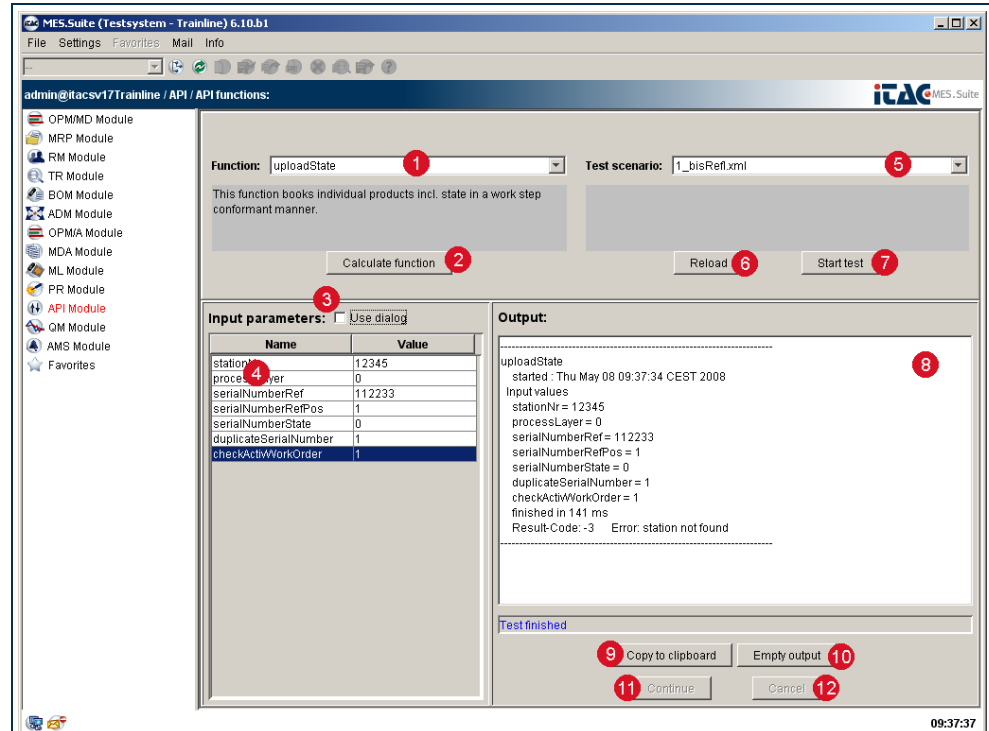 MES.Suite (Testsystem - Trainline) 6.10.b1
File Settings Favorites Mail Info
--
admin@itacsv17Trainline / API / API functions:
iTAC MES.Suite
OPM/MD Module
MRP Module
RM Module
TR Module
BOM Module
ADM Module
OPM/A Module
MDA Module
ML Module
PR Module
API Module
QM Module
AMS Module
Favorites
Function: uploadState 1
This function books individual products incl. state in a work step
conformant manner.
Calculate function 2
Test scenario: 1_bisRefl.xml 5
Reload 6 Start test 7
3
Input parameters: Use dialog
Name Value
4
station 12345
proces yer 0
serialNumberRef 112233
serialNumberRefPos 1
serialNumberState 0
duplicateSerialNumber 1
checkActivWorkOrder 1
Output:
8
--------------------------------------------------------------------------------
uploadState
started : Thu May 08 09:37:34 CEST 2008
Input values
stationNr = 12345
processLayer = 0
serialNumberRef = 112233
serialNumberRefPos = 1
serialNumberState = 0
duplicateSerialNumber = 1
checkActivWorkOrder = 1
finished in 141 ms
Result-Code: -3 Error: station not found
--------------------------------------------------------------------------------
Test finished
9 Copy to clipboard Empty output 10
11 Continue Cancel 12
09:37:37